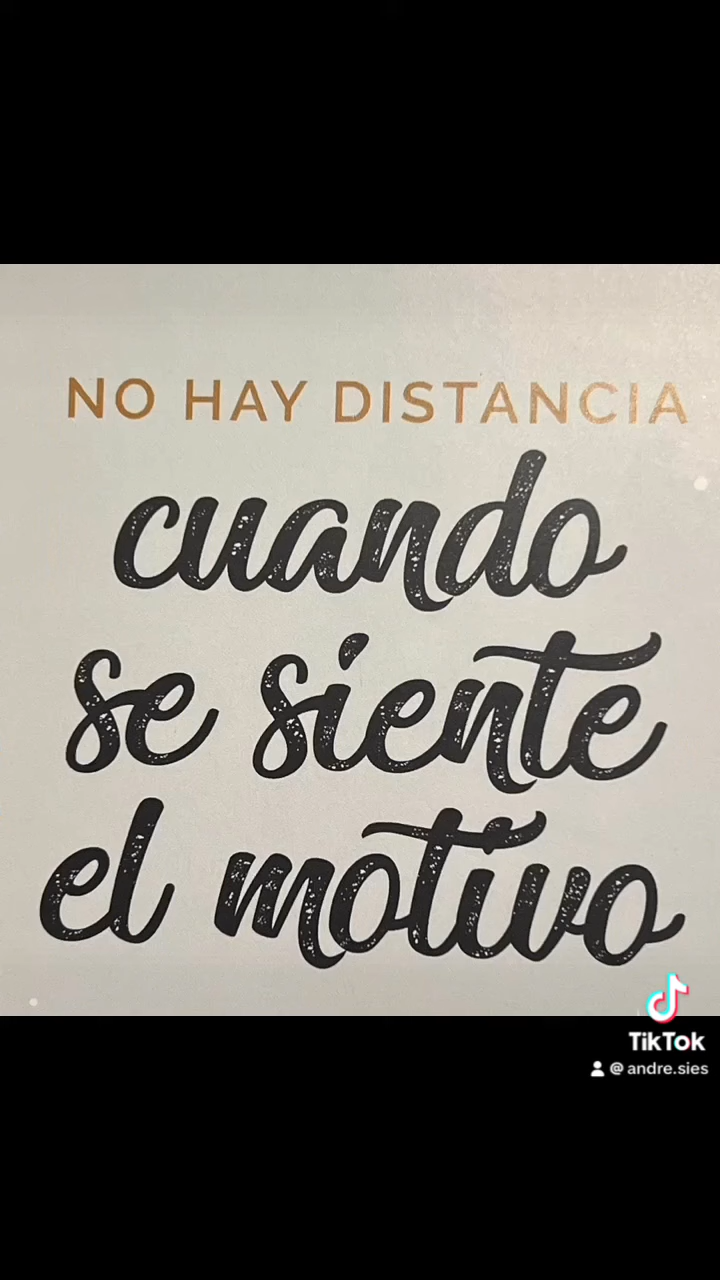 NO HAY DISTANCIA
cuando
se siente
el motivo
TikTok
@andre.sies